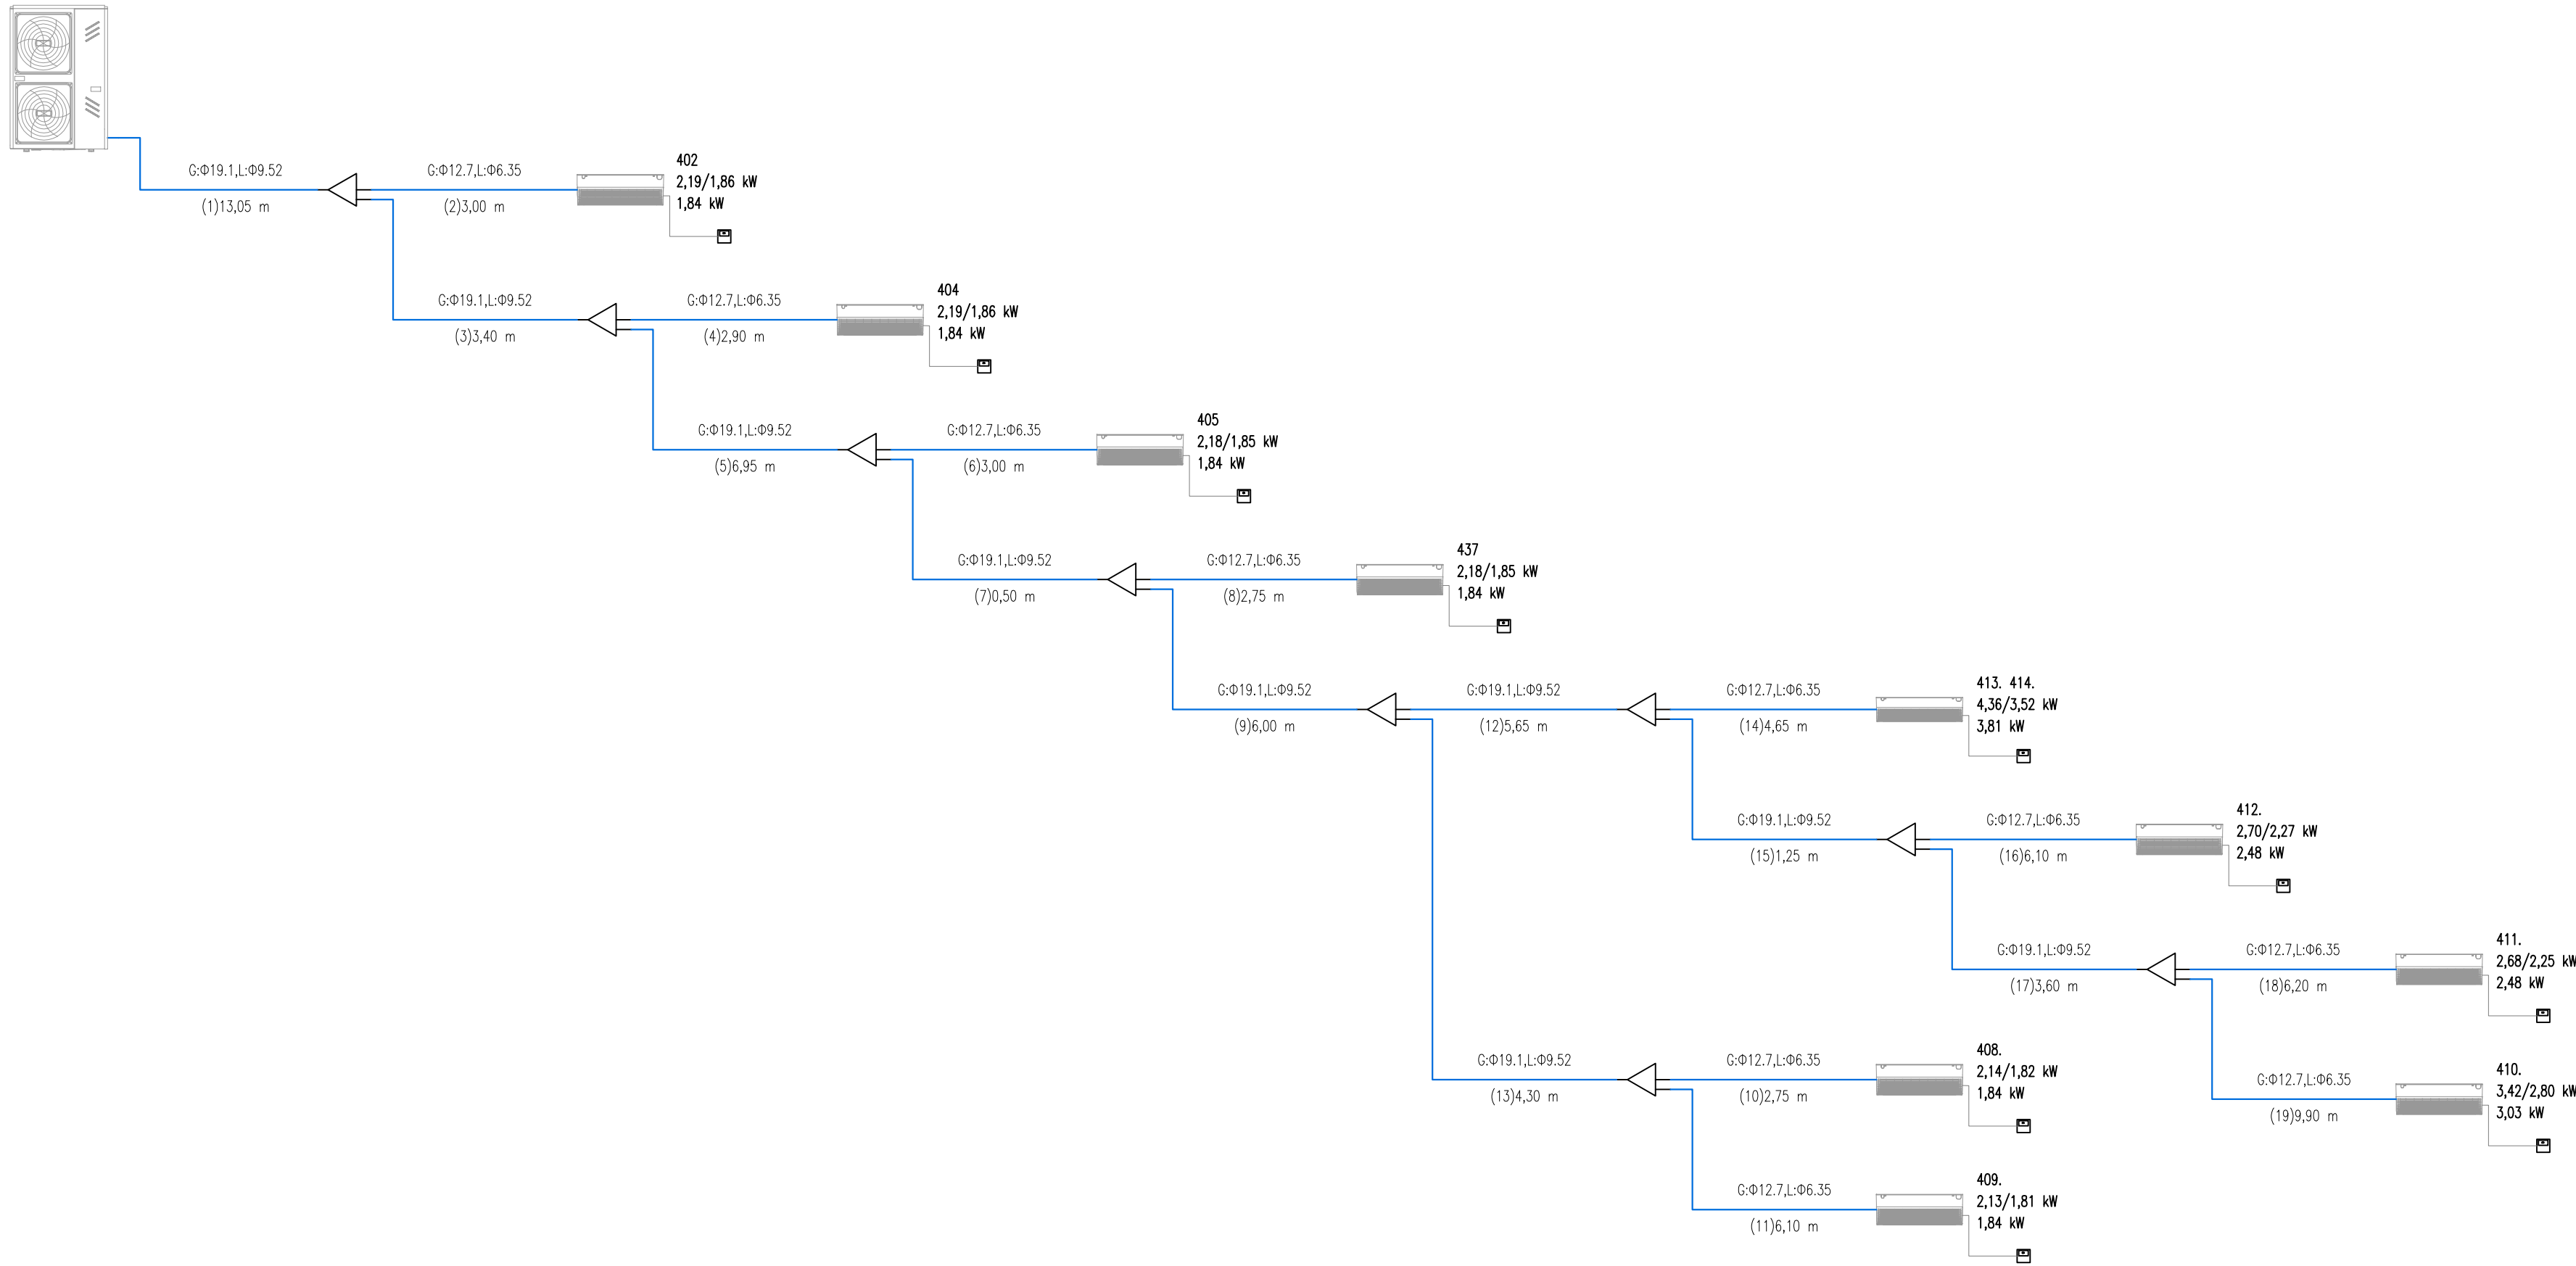 G:Φ19.1,L:Φ9.52
(1)13,05 m
G:Φ12.7,L:Φ6.35
(2)3,00 m
402
2,19/1,86 kW
1,84 kW
G:Φ19.1,L:Φ9.52
(3)3,40 m
G:Φ12.7,L:Φ6.35
(4)2,90 m
404
2,19/1,86 kW
1,84 kW
G:Φ19.1,L:Φ9.52
(5)6,95 m
G:Φ12.7,L:Φ6.35
(6)3,00 m
405
2,18/1,85 kW
1,84 kW
G:Φ19.1,L:Φ9.52
(7)0,50 m
G:Φ12.7,L:Φ6.35
(8)2,75 m
437
2,18/1,85 kW
1,84 kW
G:Φ19.1,L:Φ9.52
(9)6,00 m
G:Φ19.1,L:Φ9.52
(12)5,65 m
G:Φ12.7,L:Φ6.35
(14)4,65 m
413. 414.
4,36/3,52 kW
3,81 kW
G:Φ19.1,L:Φ9.52
(15)1,25 m
G:Φ12.7,L:Φ6.35
(16)6,10 m
412.
2,70/2,27 kW
2,48 kW
G:Φ19.1,L:Φ9.52
(17)3,60 m
G:Φ12.7,L:Φ6.35
(18)6,20 m
411.
2,68/2,25 kW
2,48 kW
G:Φ19.1,L:Φ9.52
(13)4,30 m
G:Φ12.7,L:Φ6.35
(10)2,75 m
408.
2,14/1,82 kW
1,84 kW
G:Φ12.7,L:Φ6.35
(19)9,90 m
410.
3,42/2,80 kW
3,03 kW
G:Φ12.7,L:Φ6.35
(11)6,10 m
409.
2,13/1,81 kW
1,84 kW